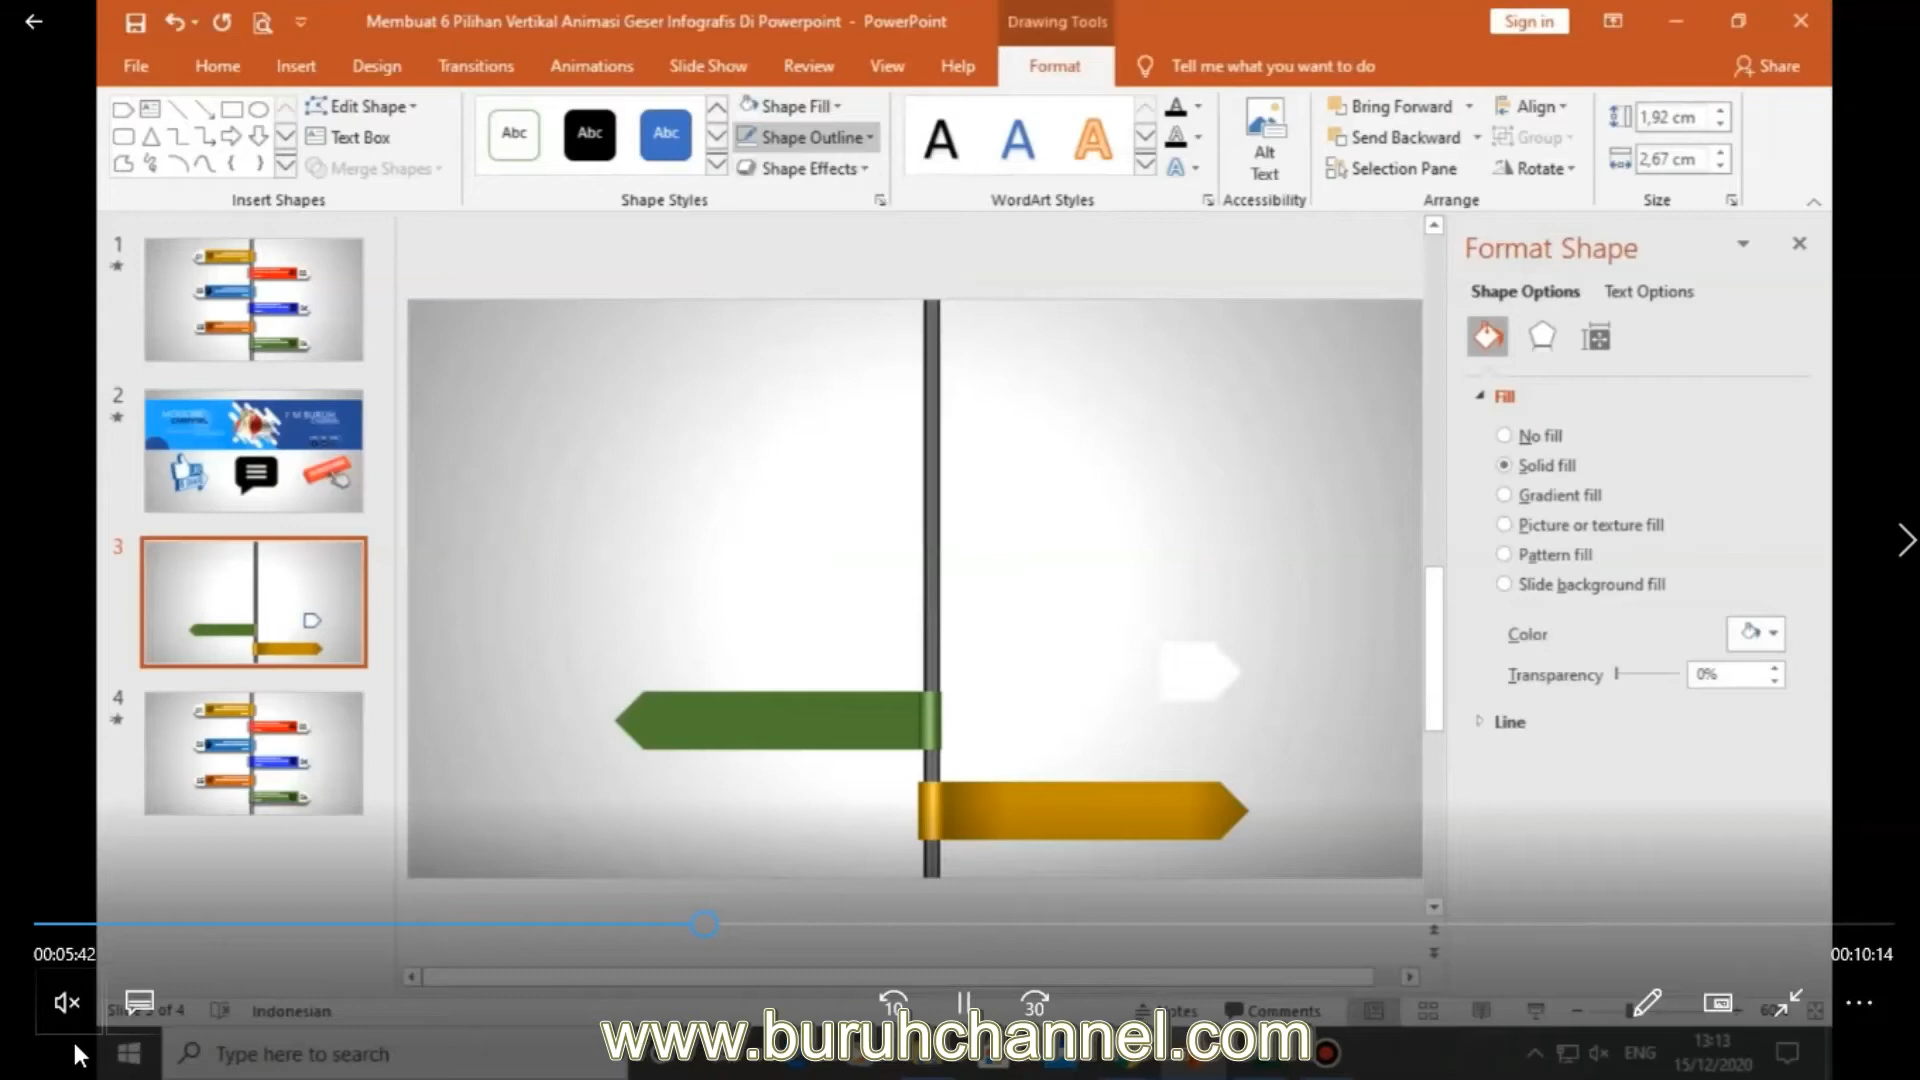 Membuat 6 Pilihan Vertikal Animasi Geser Infografis Di Powerpoint - PowerPoint
Drawing Tools
Sign in
File Home Insert Design Transitions Animations Slide Show Review View Help Format Tell me what you want to do Share
Edit Shape
Text Box
Merge Shapes
Insert Shapes
Abc Abc Abc
Shape Fill
Shape Outline
Shape Effects
Shape Styles
A A A
WordArt Styles
Alt
Text
Accessibility
Bring Forward
Send Backward
Selection Pane
Align
Group
Rotate
Arrange
1,92 cm
2,67 cm
Size
1
2
3
4
Format Shape
Shape Options Text Options
Fill
No fill
Solid fill
Gradient fill
Picture or texture fill
Pattern fill
Slide background fill
Color
Transparency 0%
Line
00:05:42
00:10:14
10
30
of 4
Indonesian
Comments
www.buruhchannel.com
Type here to search
ENG
13:13
15/12/2020